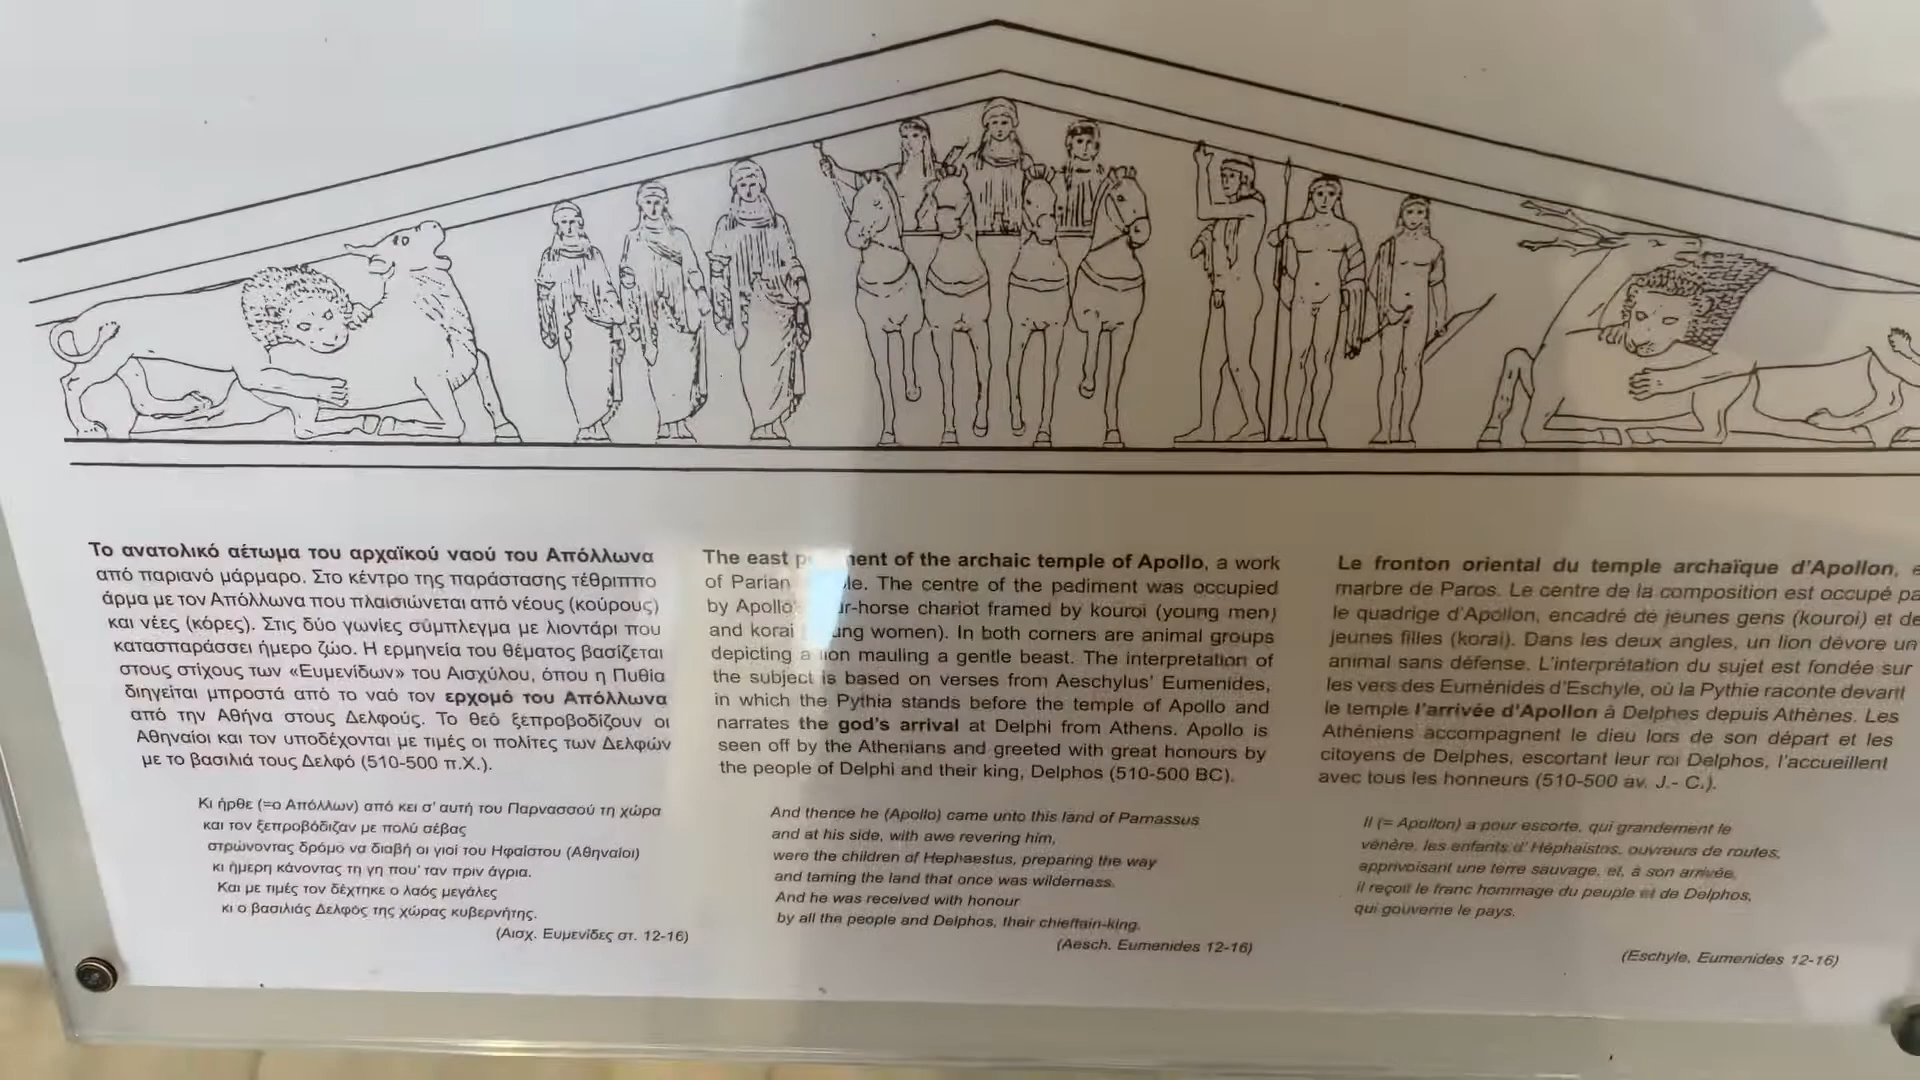 Το ανατολικό αέτωμα του αρχαϊκού ναού του Απόλλωνα
από παριανό μάρμαρο. Στο κέντρο της παράστασης τέθριππο
άρμα με τον Απόλλωνα που πλαισιώνεται από νέους (κούρους)
και νέες (κόρες). Στις δύο γωνίες σύμπλεγμα με λιοντάρι που
κατασπαράσσει ήμερο ζώο. Η ερμηνεία του θέματος βασίζεται
στους στίχους των «Ευμενίδων» του Αισχύλου, όπου η Πυθία
διηγείται μπροστά από το ναό τον ερχομό του Απόλλωνα
από την Αθήνα στους Δελφούς. Το θεό ξεπροβοδίζουν οι
Αθηναίοι και τον υποδέχονται με τιμές οι πολίτες των Δελφών
με το βασιλιά τους Δελφό (510-500 π.Χ.).
Κι ήρθε (=ο Απόλλων) από κει σ' αυτή του Παρνασσού τη χώρα
και τον ξεπροβόδιζαν με πολύ σέβας
στρώνοντας δρόμο να διαβή οι γιοί του Ηφαίστου (Αθηναίοι)
κι ήμερη κάνοντας τη γη που' ταν πριν άγρια.
Και με τιμές τον δέχτηκε ο λαός μεγάλες
κι ο βασιλιάς Δελφός της χώρας κυβερνήτης.
(Αισχ. Ευμενίδες στ. 12-16)
The east ment of the archaic temple of Apollo, a work
of Parian The centre of the pediment was occupied
by Apollo ur-horse chariot framed by kouroi (young men)
and korai ung women). In both corners are animal groups
depicting a lion mauling a gentle beast. The interpretation of
the subject is based on verses from Aeschylus' Eumenides,
in which the Pythia stands before the temple of Apollo and
narrates the god's arrival at Delphi from Athens. Apollo is
seen off by the Athenians and greeted with great honours by
the people of Delphi and their king, Delphos (510-500 BC).
And thence he (Apollo) came unto this land of Parnassus
and at his side, with awe revering him,
were the children of Hephaestus, preparing the way
and taming the land that once was wilderness.
And he was received with honour
by all the people and Delphos, their chieftain-king.
(Aesch. Eumenides 12-16)
Le fronton oriental du temple archaïque d'Apollon,
marbre de Paros. Le centre de la composition est occupé pa
le quadrige d'Apollon, encadré de jeunes gens (kouroi) et de
jeunes filles (korai). Dans les deux angles, un lion dévore un
animal sans défense. L'interprétation du sujet est fondée sur
les vers des Euménides d'Eschyle, où la Pythie raconte devant
le temple l'arrivée d'Apollon à Delphes depuis Athènes. Les
Athéniens accompagnent le dieu lors de son départ et les
citoyens de Delphes, escortant leur roi Delphos, l'accueillent
avec tous les honneurs (510-500 av. J.- C.).
Il (= Apollon) a pour escorte, qui grandement le
vénère, les enfants d' Héphaistos, ouvreurs de routes,
apprivoisant une terre sauvage, et, à son arrivée,
il reçoit le franc hommage du peuple et de Delphos,
qui gouverne le pays.
(Eschyle, Eumenides 12-16)